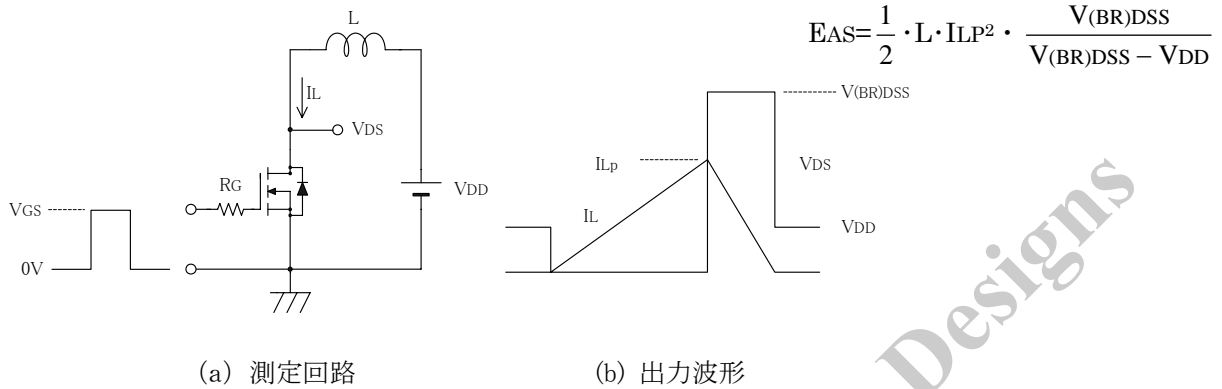 L
EAS=1/2・L・ILP²・V(BR)DSS/V(BR)DSS – VDD
IL
V(BR)DSS
VDS
ILp
VDS
RG
VDD
VGS
IL
VDD
0V
(a) 測定回路
(b) 出力波形
Designs